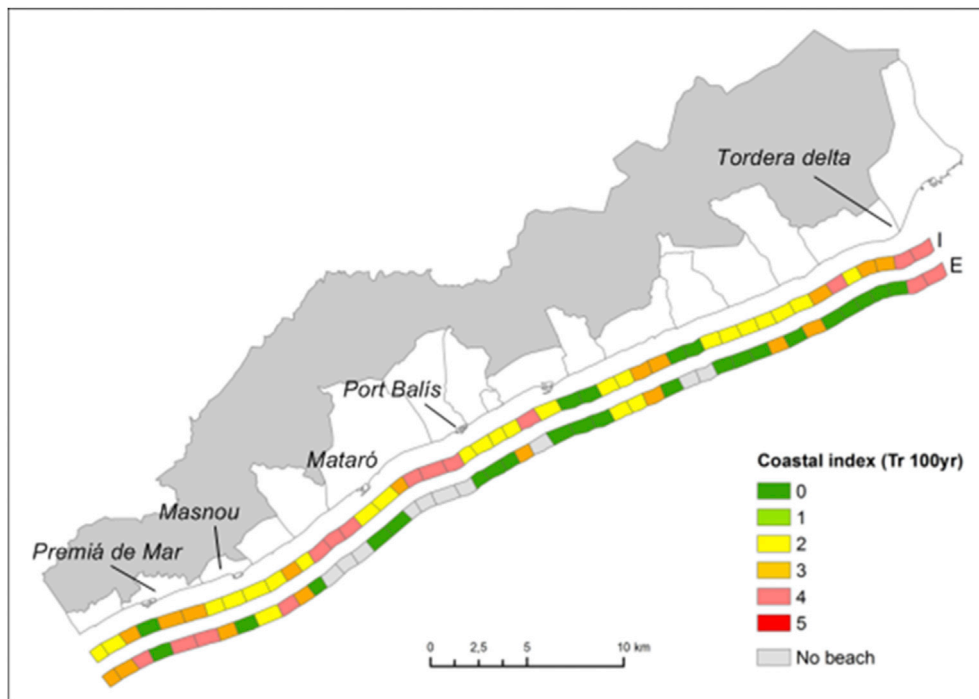 Tordera delta
I
E
Port Balís
Mataró
Masnou
Premiá de Mar
Coastal index (Tr 100yr)
0
1
2
3
4
5
No beach
0 2,5 5 10 km